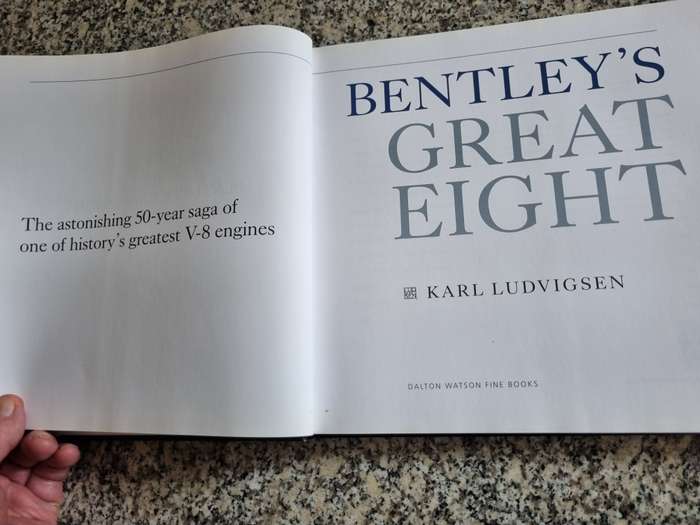 The astonishing 50-year saga of
one of history's greatest V-8 engines
BENTLEY'S
GREAT
EIGHT
KARL LUDVIGSEN
DALTON WATSON FINE BOOKS